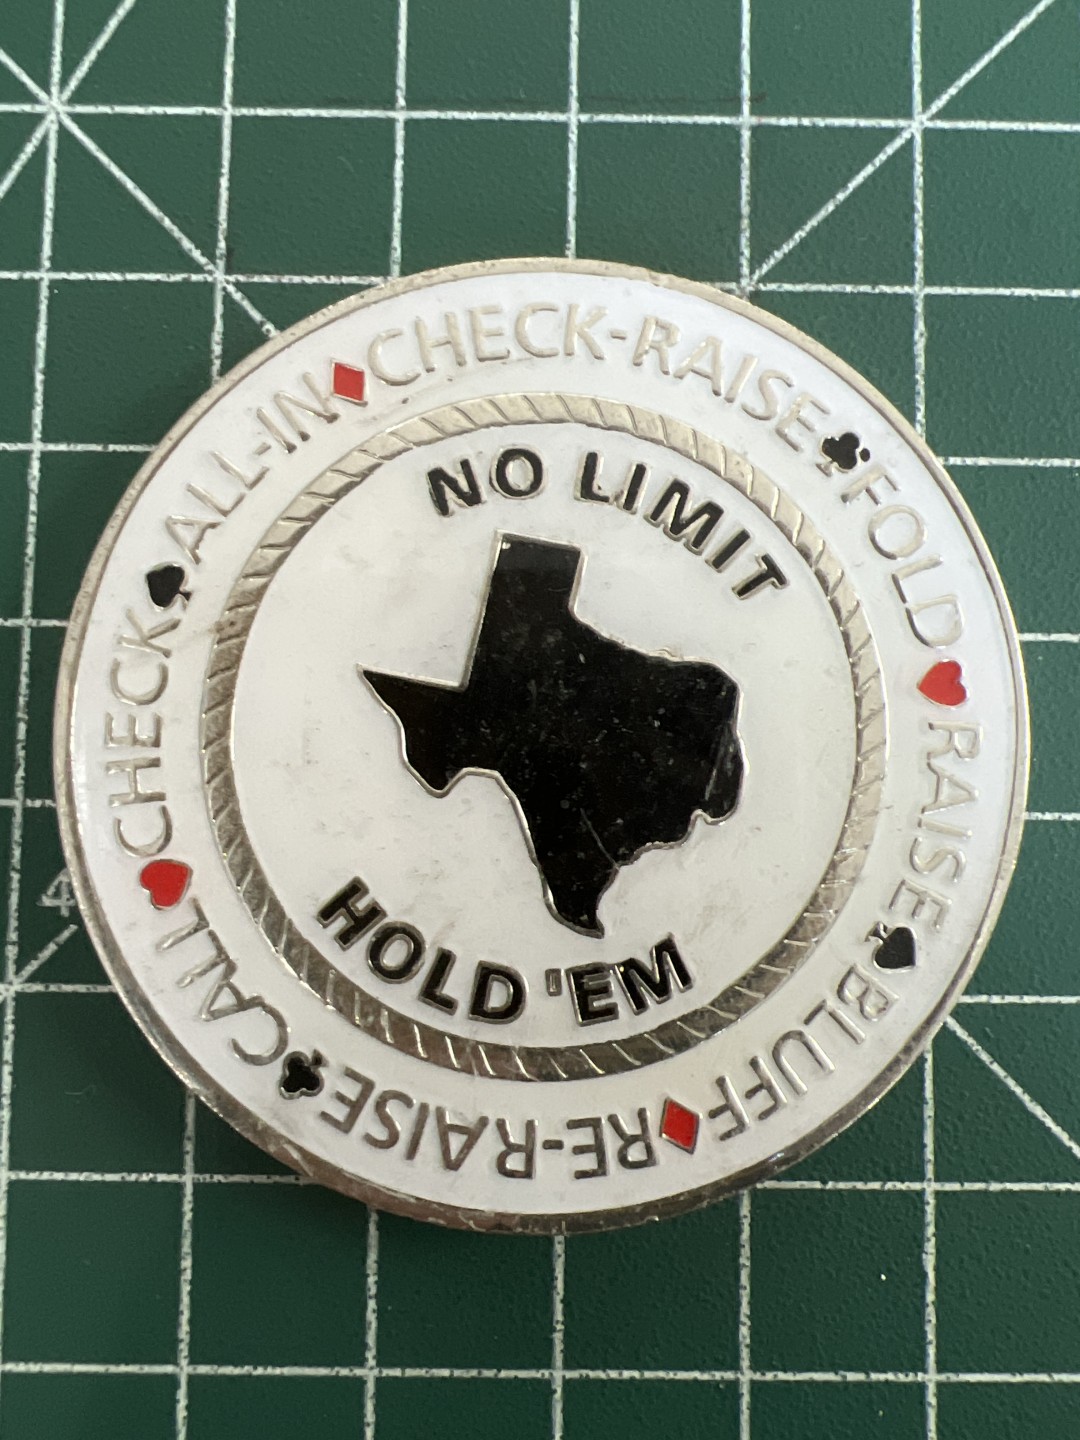 NO LIMIT
HOLD 'EM
CHECK-RAISE ♣ FOLD ♥ RAISE ♠ BLUFF ♦ RE-RAISE ♣ CALL ♥ CHECK ♠ ALL-IN ♦